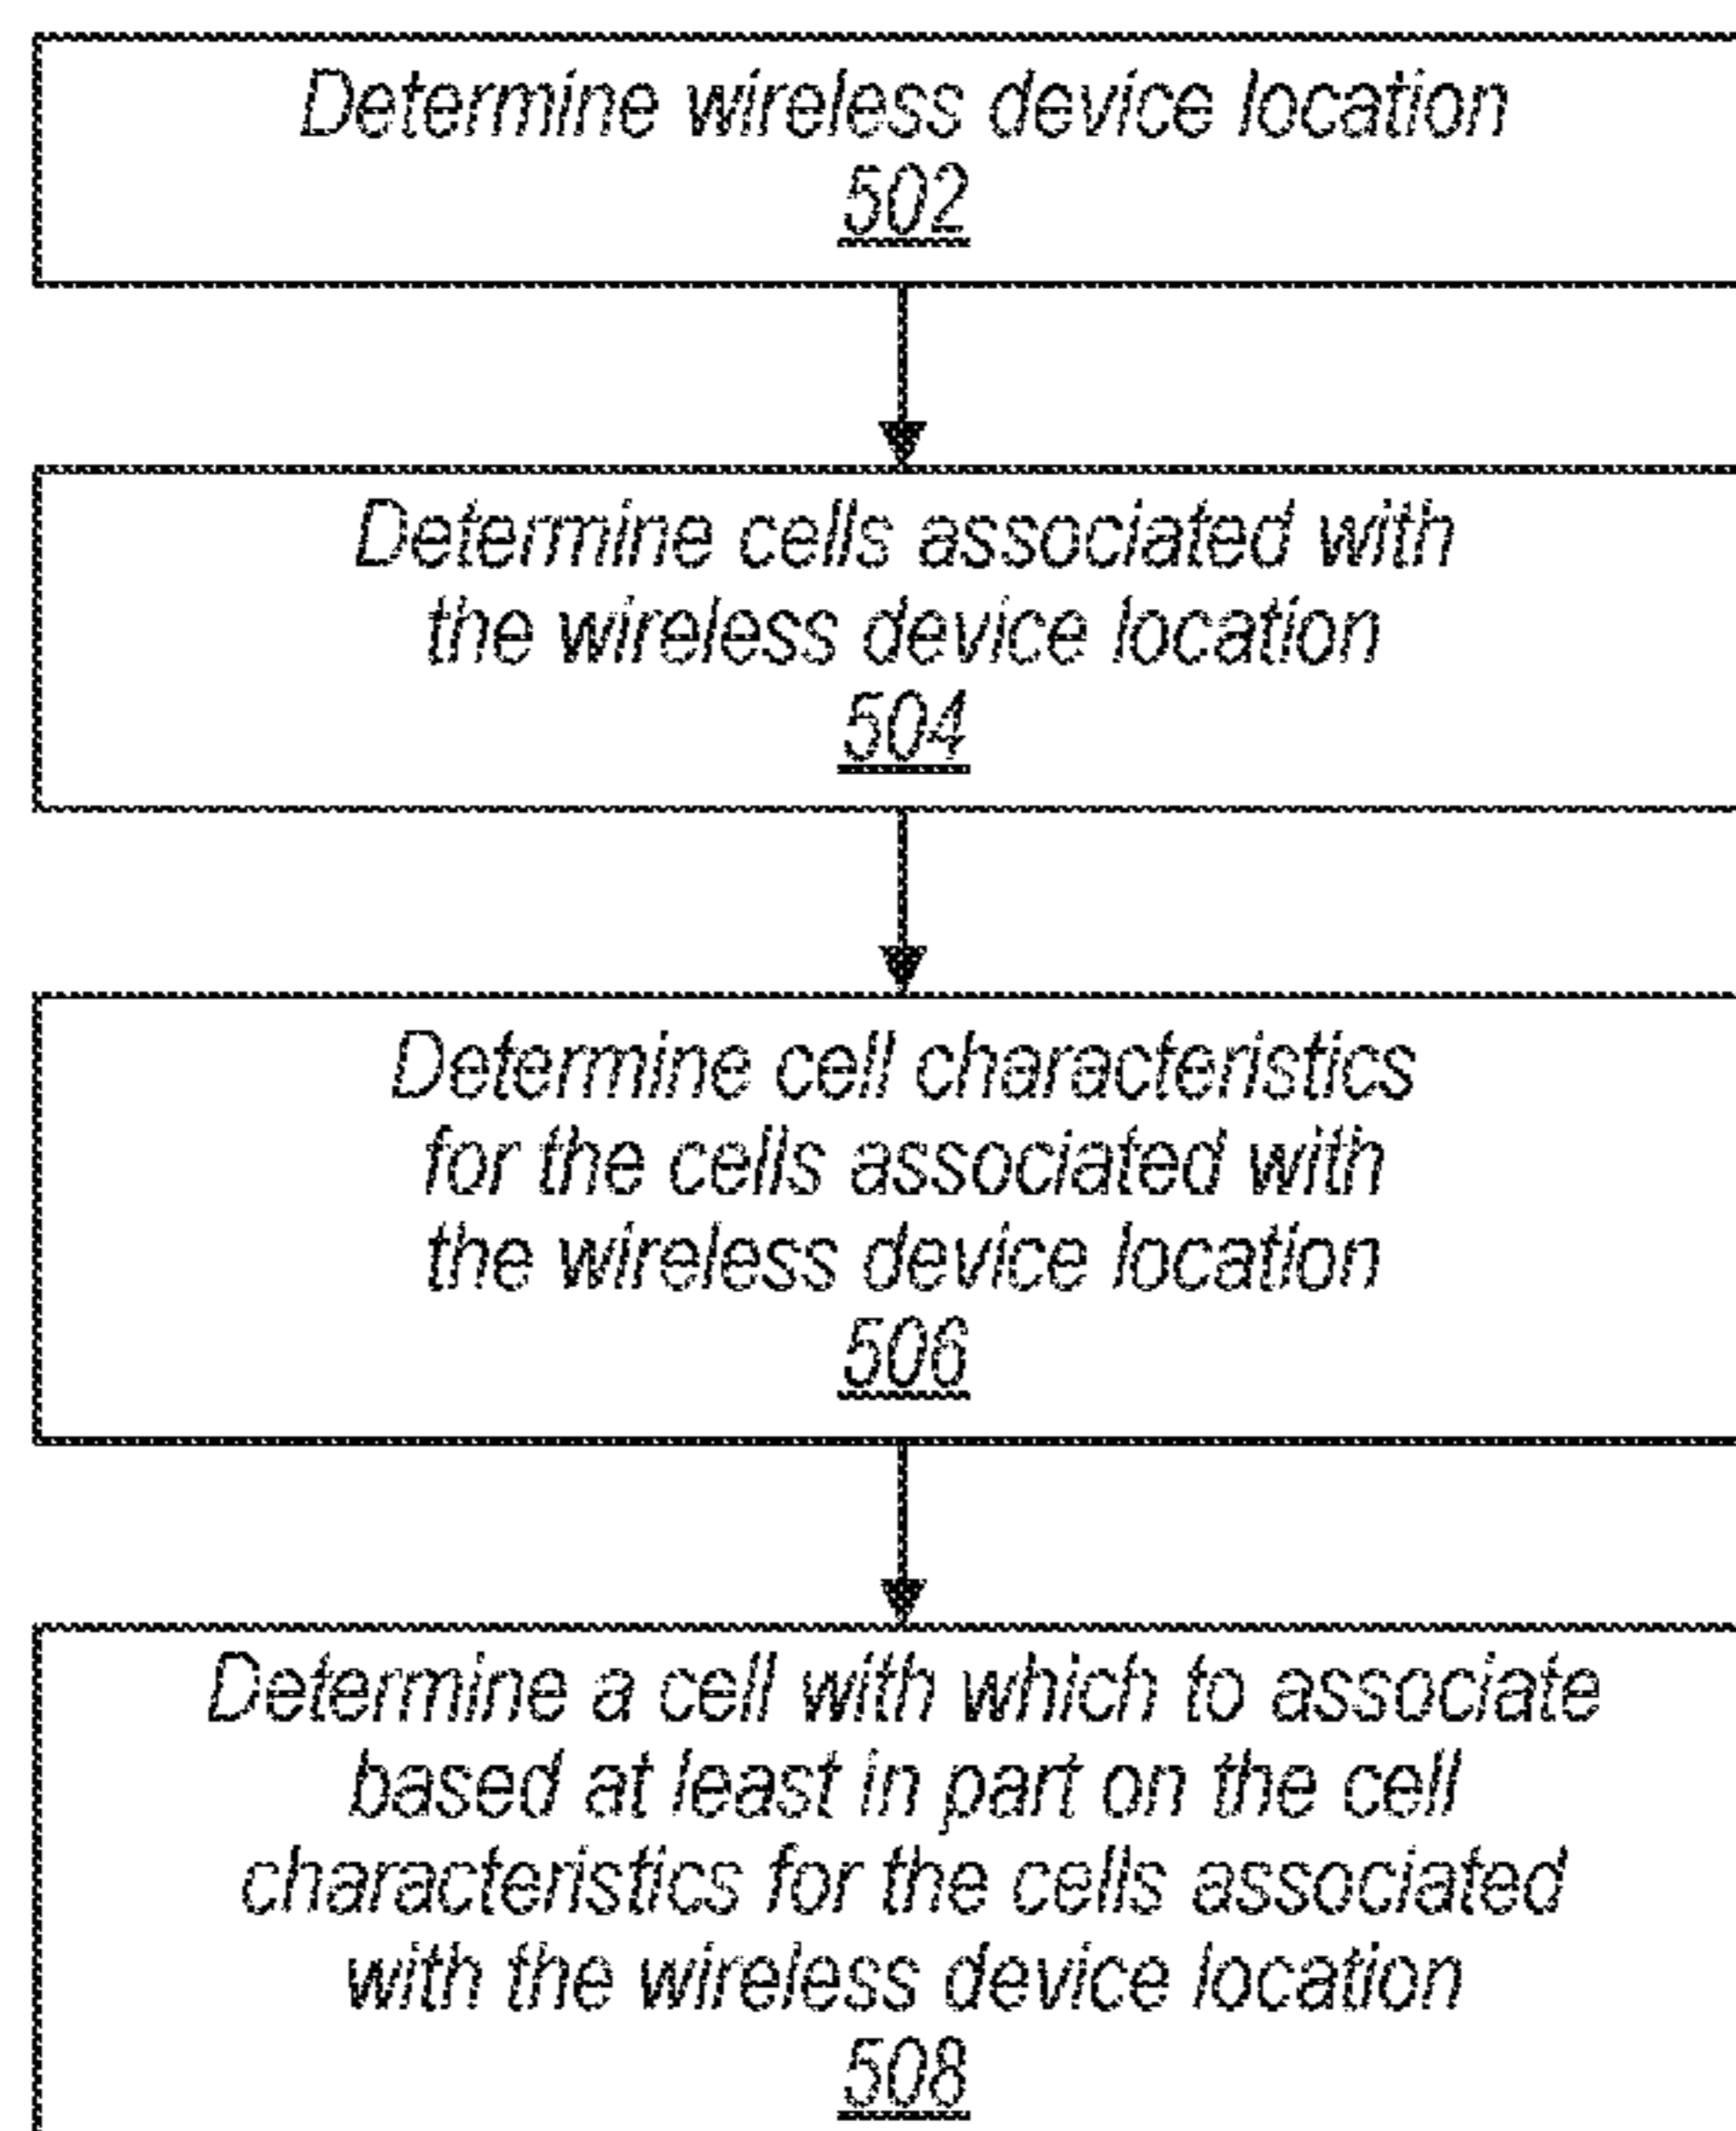 Determine wireless device location
502
Determine cells associated with
the wireless device location
504
Determine cell characteristics
for the cells associated with
the wireless device location
506
Determine a cell with which to associate
based at least in part on the cell
characteristics for the cells associated
with the wireless device location
508